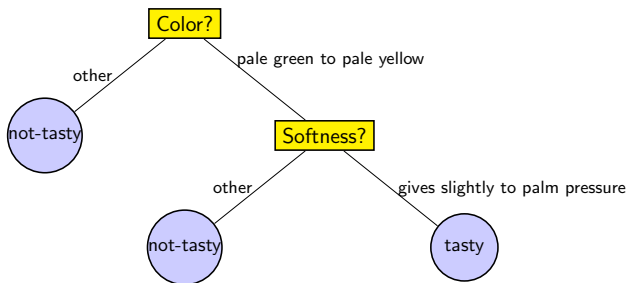 Color?
other
pale green to pale yellow
not-tasty
Softness?
other
gives slightly to palm pressure
not-tasty
tasty